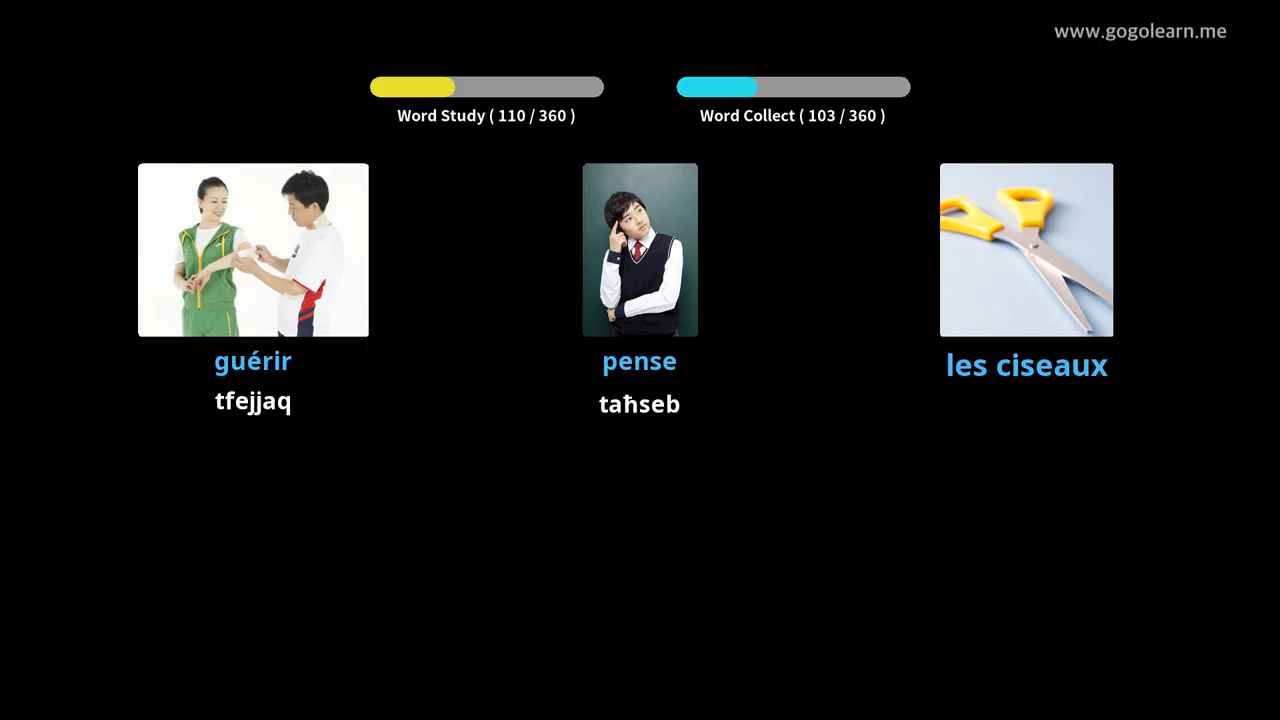 www.gogolearn.me
Word Study ( 110 / 360 )
Word Collect ( 103 / 360 )
guérir
pense
les ciseaux
tfejjaq
taħseb